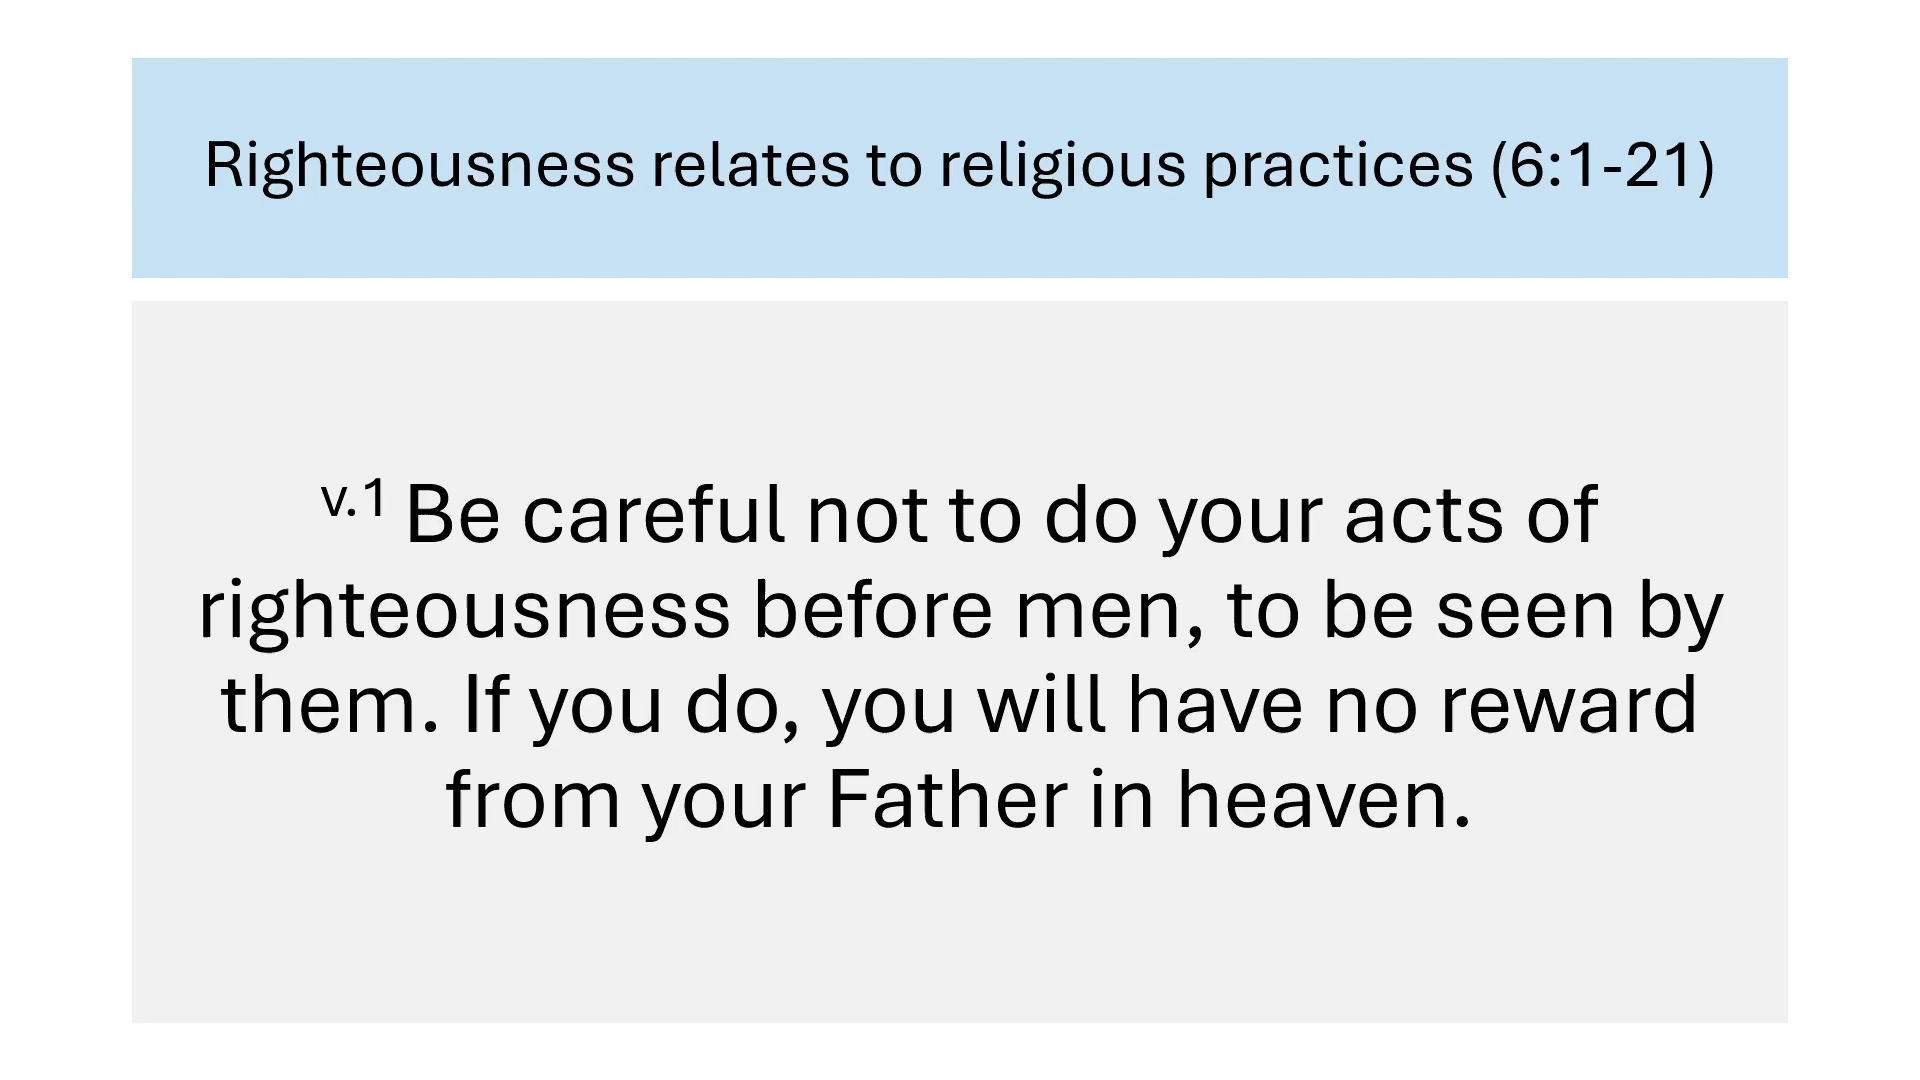 Righteousness relates to religious practices (6:1-21)
v.1 Be careful not to do your acts of
righteousness before men, to be seen by
them. If you do, you will have no reward
from your Father in heaven.